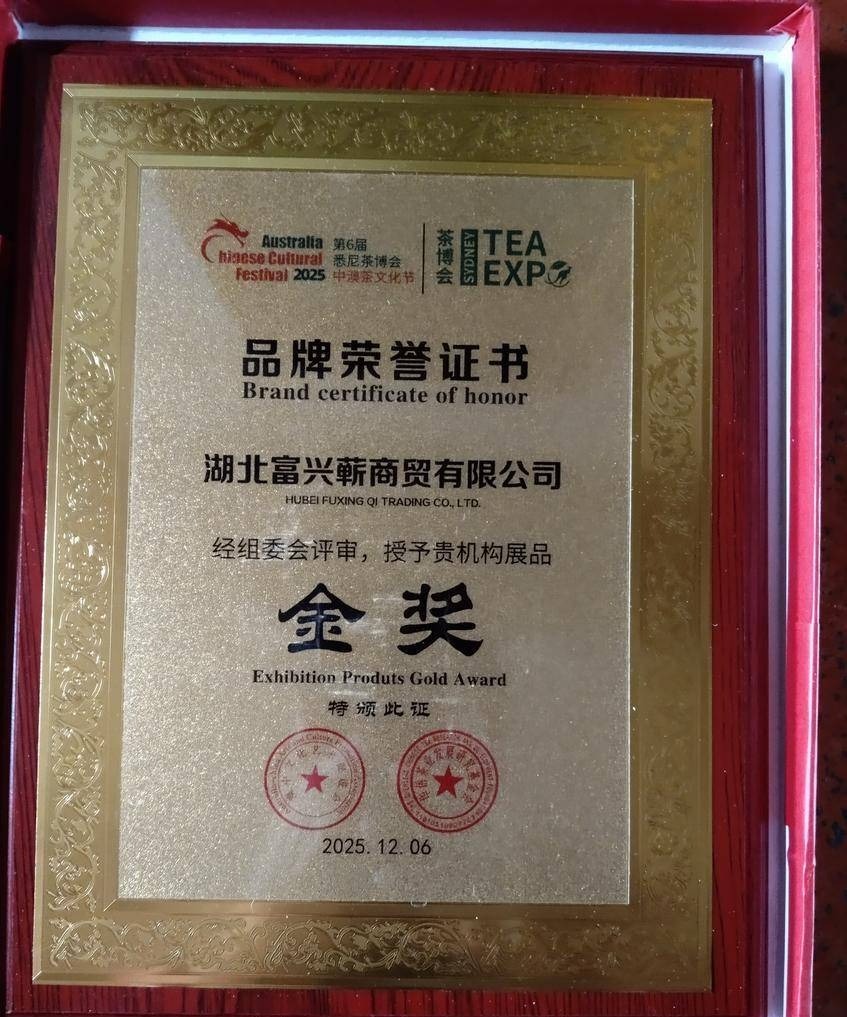 Australia
Chinese Cultural
Festival 2025
第6届
悉尼茶博会
中澳茶文化节
茶博会
SYDNEY
TEA
EXPO
品牌荣誉证书
Brand certificate of honor
湖北富兴蕲商贸有限公司
HUBEI FUXING QI TRADING CO., LTD.
经组委会评审，授予贵机构展品
金奖
Exhibition Produts Gold Award
特颁此证
2025.12.06